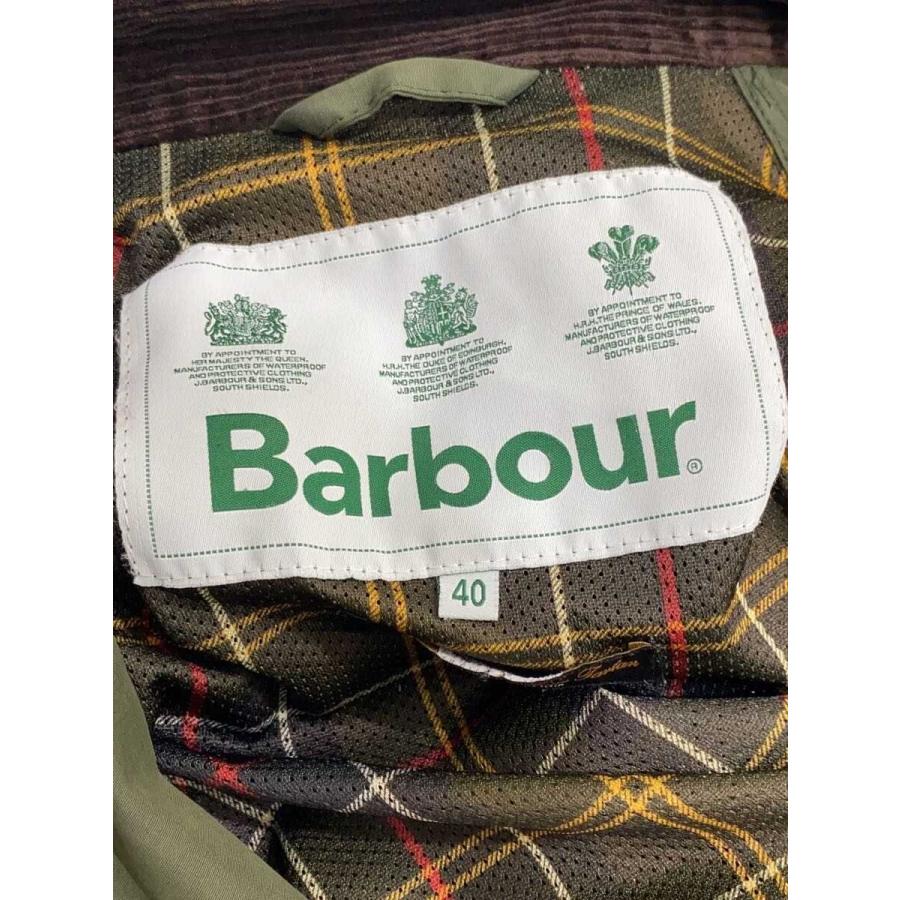 BY APPOINTMENT TO
HER MAJESTY THE QUEEN,
MANUFACTURERS OF WATERPROOF
AND PROTECTIVE CLOTHING
J.BARBOUR & SONS LTD.,
SOUTH SHIELDS.
BY APPOINTMENT TO
H.R.H. THE DUKE OF EDINBURGH,
MANUFACTURERS OF WATERPROOF
AND PROTECTIVE CLOTHING
J.BARBOUR & SONS LTD.,
SOUTH SHIELDS.
BY APPOINTMENT TO
H.R.H. THE PRINCE OF WALES,
MANUFACTURERS OF WATERPROOF
AND PROTECTIVE CLOTHING
J.BARBOUR & SONS LTD.,
SOUTH SHIELDS.
Barbour®
40
Tartan